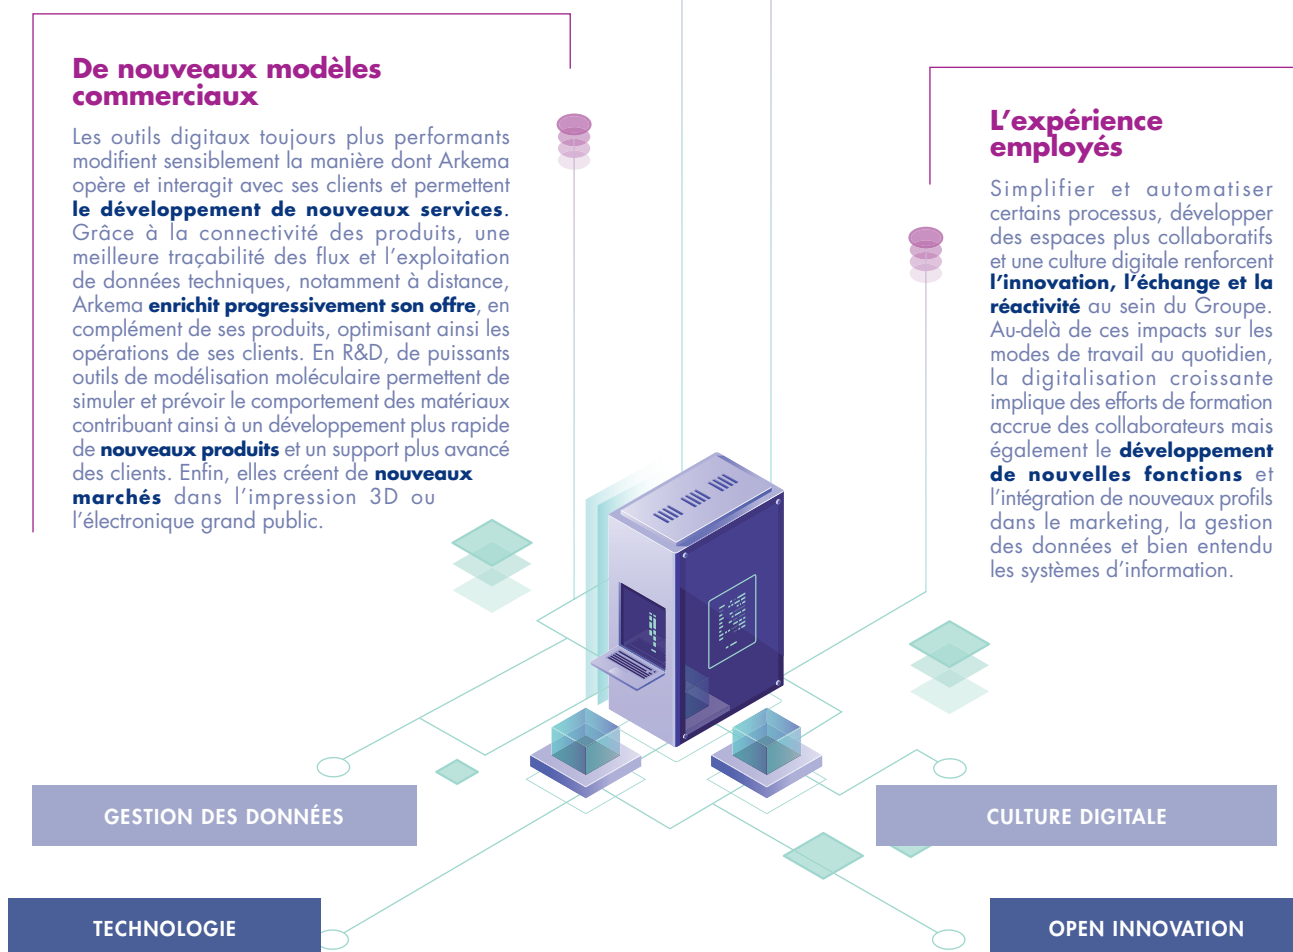 De nouveaux modèles
commerciaux
Les outils digitaux toujours plus performants
modifient sensiblement la manière dont Arkema
opère et interagit avec ses clients et permettent
le développement de nouveaux services.
Grâce à la connectivité des produits, une
meilleure traçabilité des flux et l’exploitation
de données techniques, notamment à distance,
Arkema enrichit progressivement son offre, en
complément de ses produits, optimisant ainsi les
opérations de ses clients. En R&D, de puissants
outils de modélisation moléculaire permettent de
simuler et prévoir le comportement des matériaux
contribuant ainsi à un développement plus rapide
de nouveaux produits et un support plus avancé
des clients. Enfin, elles créent de nouveaux
marchés dans l’impression 3D ou
l’électronique grand public.
L’expérience
employés
Simplifier et automatiser
certains processus, développer
des espaces plus collaboratifs
et une culture digitale renforcent
l’innovation, l’échange et la
réactivité au sein du Groupe.
Au-delà de ces impacts sur les
modes de travail au quotidien,
la digitalisation croissante
implique des efforts de formation
accrue des collaborateurs mais
également le développement
de nouvelles fonctions et
l’intégration de nouveaux profils
dans le marketing, la gestion
des données et bien entendu
les systèmes d’information.
GESTION DES DONNÉES
CULTURE DIGITALE
TECHNOLOGIE
OPEN INNOVATION